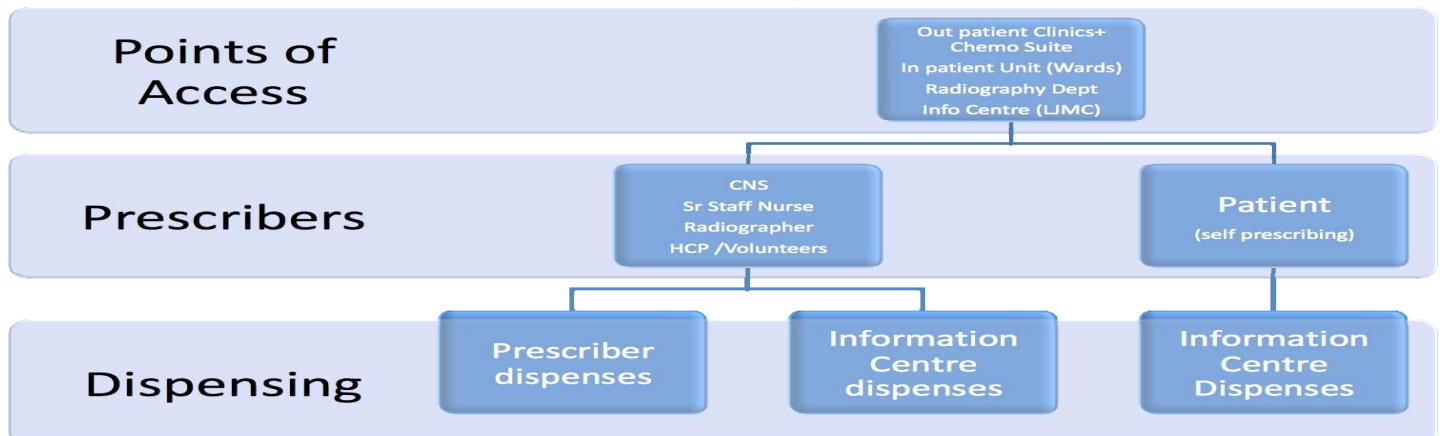 Points of
Access
Out patient Clinics+
Chemo Suite
In patient Unit (Wards)
Radiography Dept
Info Centre (LJMC)
Prescribers
CNS
Sr Staff Nurse
Radiographer
HCP /Volunteers
Patient
(self prescribing)
Dispensing
Prescriber
dispenses
Information
Centre
dispenses
Information
Centre
Dispenses